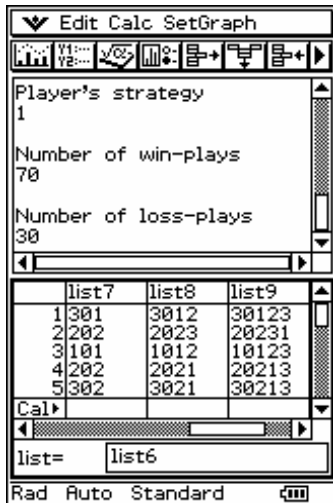 Edit Calc SetGraph
Y1:
Y2:
Player's strategy
1
Number of win-plays
70
Number of loss-plays
30
list7 list8 list9
1 301 3012 30123
2 202 2023 20231
3 101 1012 10123
4 202 2021 20213
5 302 3021 30213
Cal▶
list= list6
Rad Auto Standard